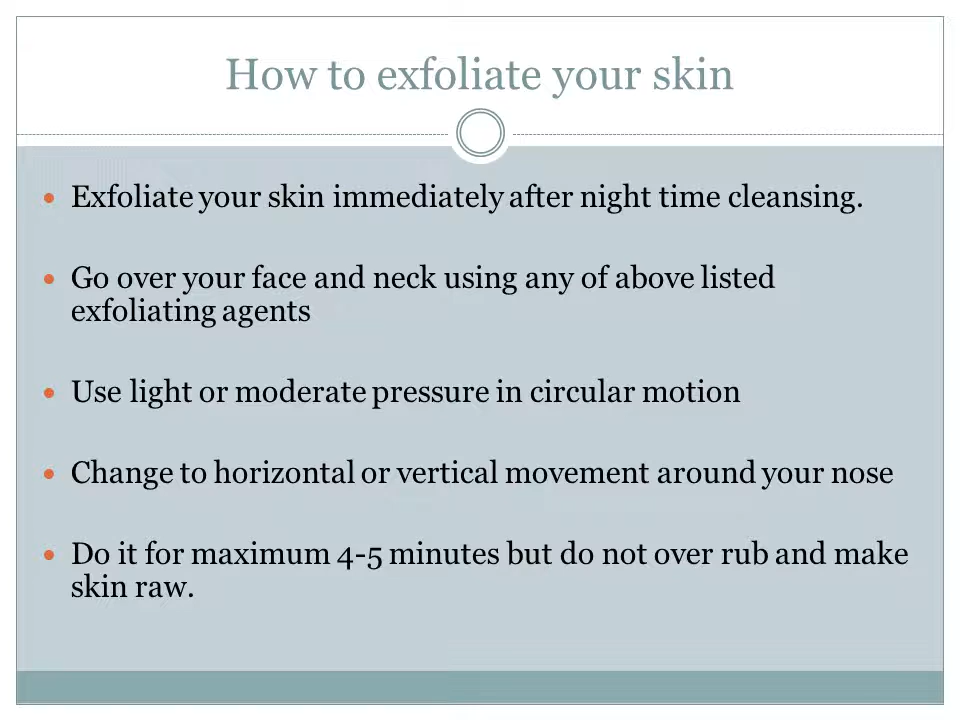 How to exfoliate your skin
Exfoliate your skin immediately after night time cleansing.
Go over your face and neck using any of above listed
exfoliating agents
Use light or moderate pressure in circular motion
Change to horizontal or vertical movement around your nose
Do it for maximum 4-5 minutes but do not over rub and make
skin raw.